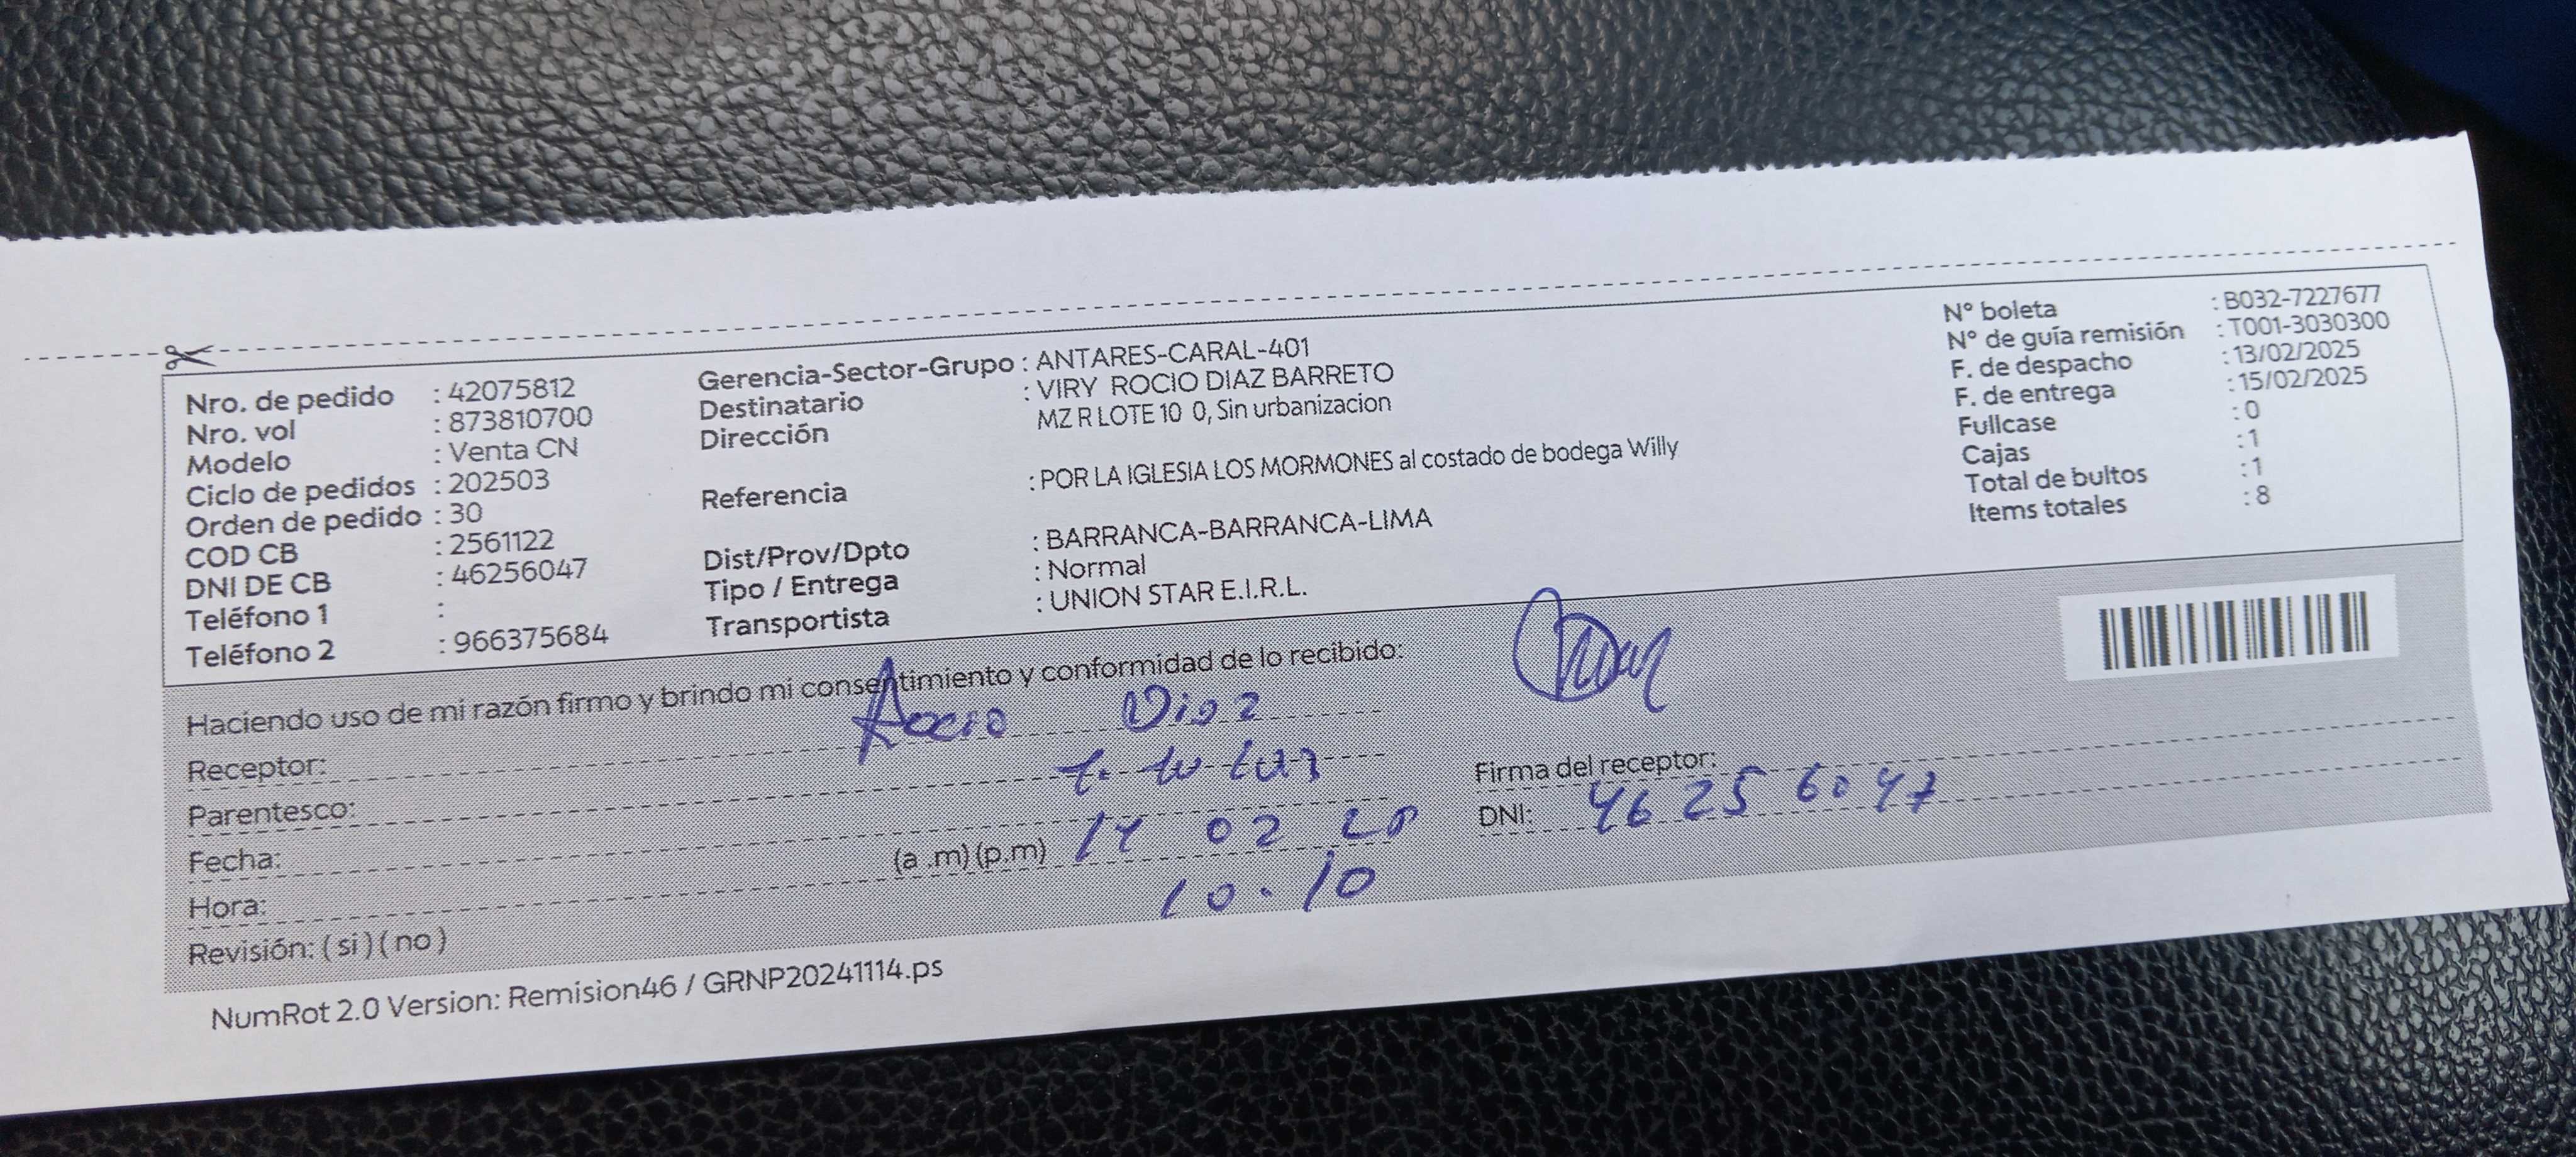 Nro. de pedido : 42075812
Nro. vol : 873810700
Modelo : Venta CN
Ciclo de pedidos : 202503
Orden de pedido : 30
COD CB : 2561122
DNI DE CB : 46256047
Teléfono 1 :
Teléfono 2 : 966375684
Gerencia-Sector-Grupo : ANTARES-CARAL-401
Destinatario : VIRY ROCIO DIAZ BARRETO
Dirección MZ R LOTE 10 0, Sin urbanizacion
Referencia : POR LA IGLESIA LOS MORMONES al costado de bodega Willy
Dist/Prov/Dpto : BARRANCA-BARRANCA-LIMA
Tipo / Entrega : Normal
Transportista : UNION STAR E.I.R.L.
N° boleta : B032-7227677
N° de guía remisión : T001-3030300
F. de despacho : 13/02/2025
F. de entrega : 15/02/2025
Fullcase : 0
Cajas : 1
Total de bultos : 1
Items totales : 8
Haciendo uso de mi razón firmo y brindo mi consentimiento y conformidad de lo recibido:
Receptor: Rocio Diaz
Parentesco:
Fecha: 02
Hora: (a .m) (p.m) 10.10
Revisión: ( si ) ( no )
Firma del receptor:
DNI: 46256047
NumRot 2.0 Version: Remision46 / GRNP20241114.ps